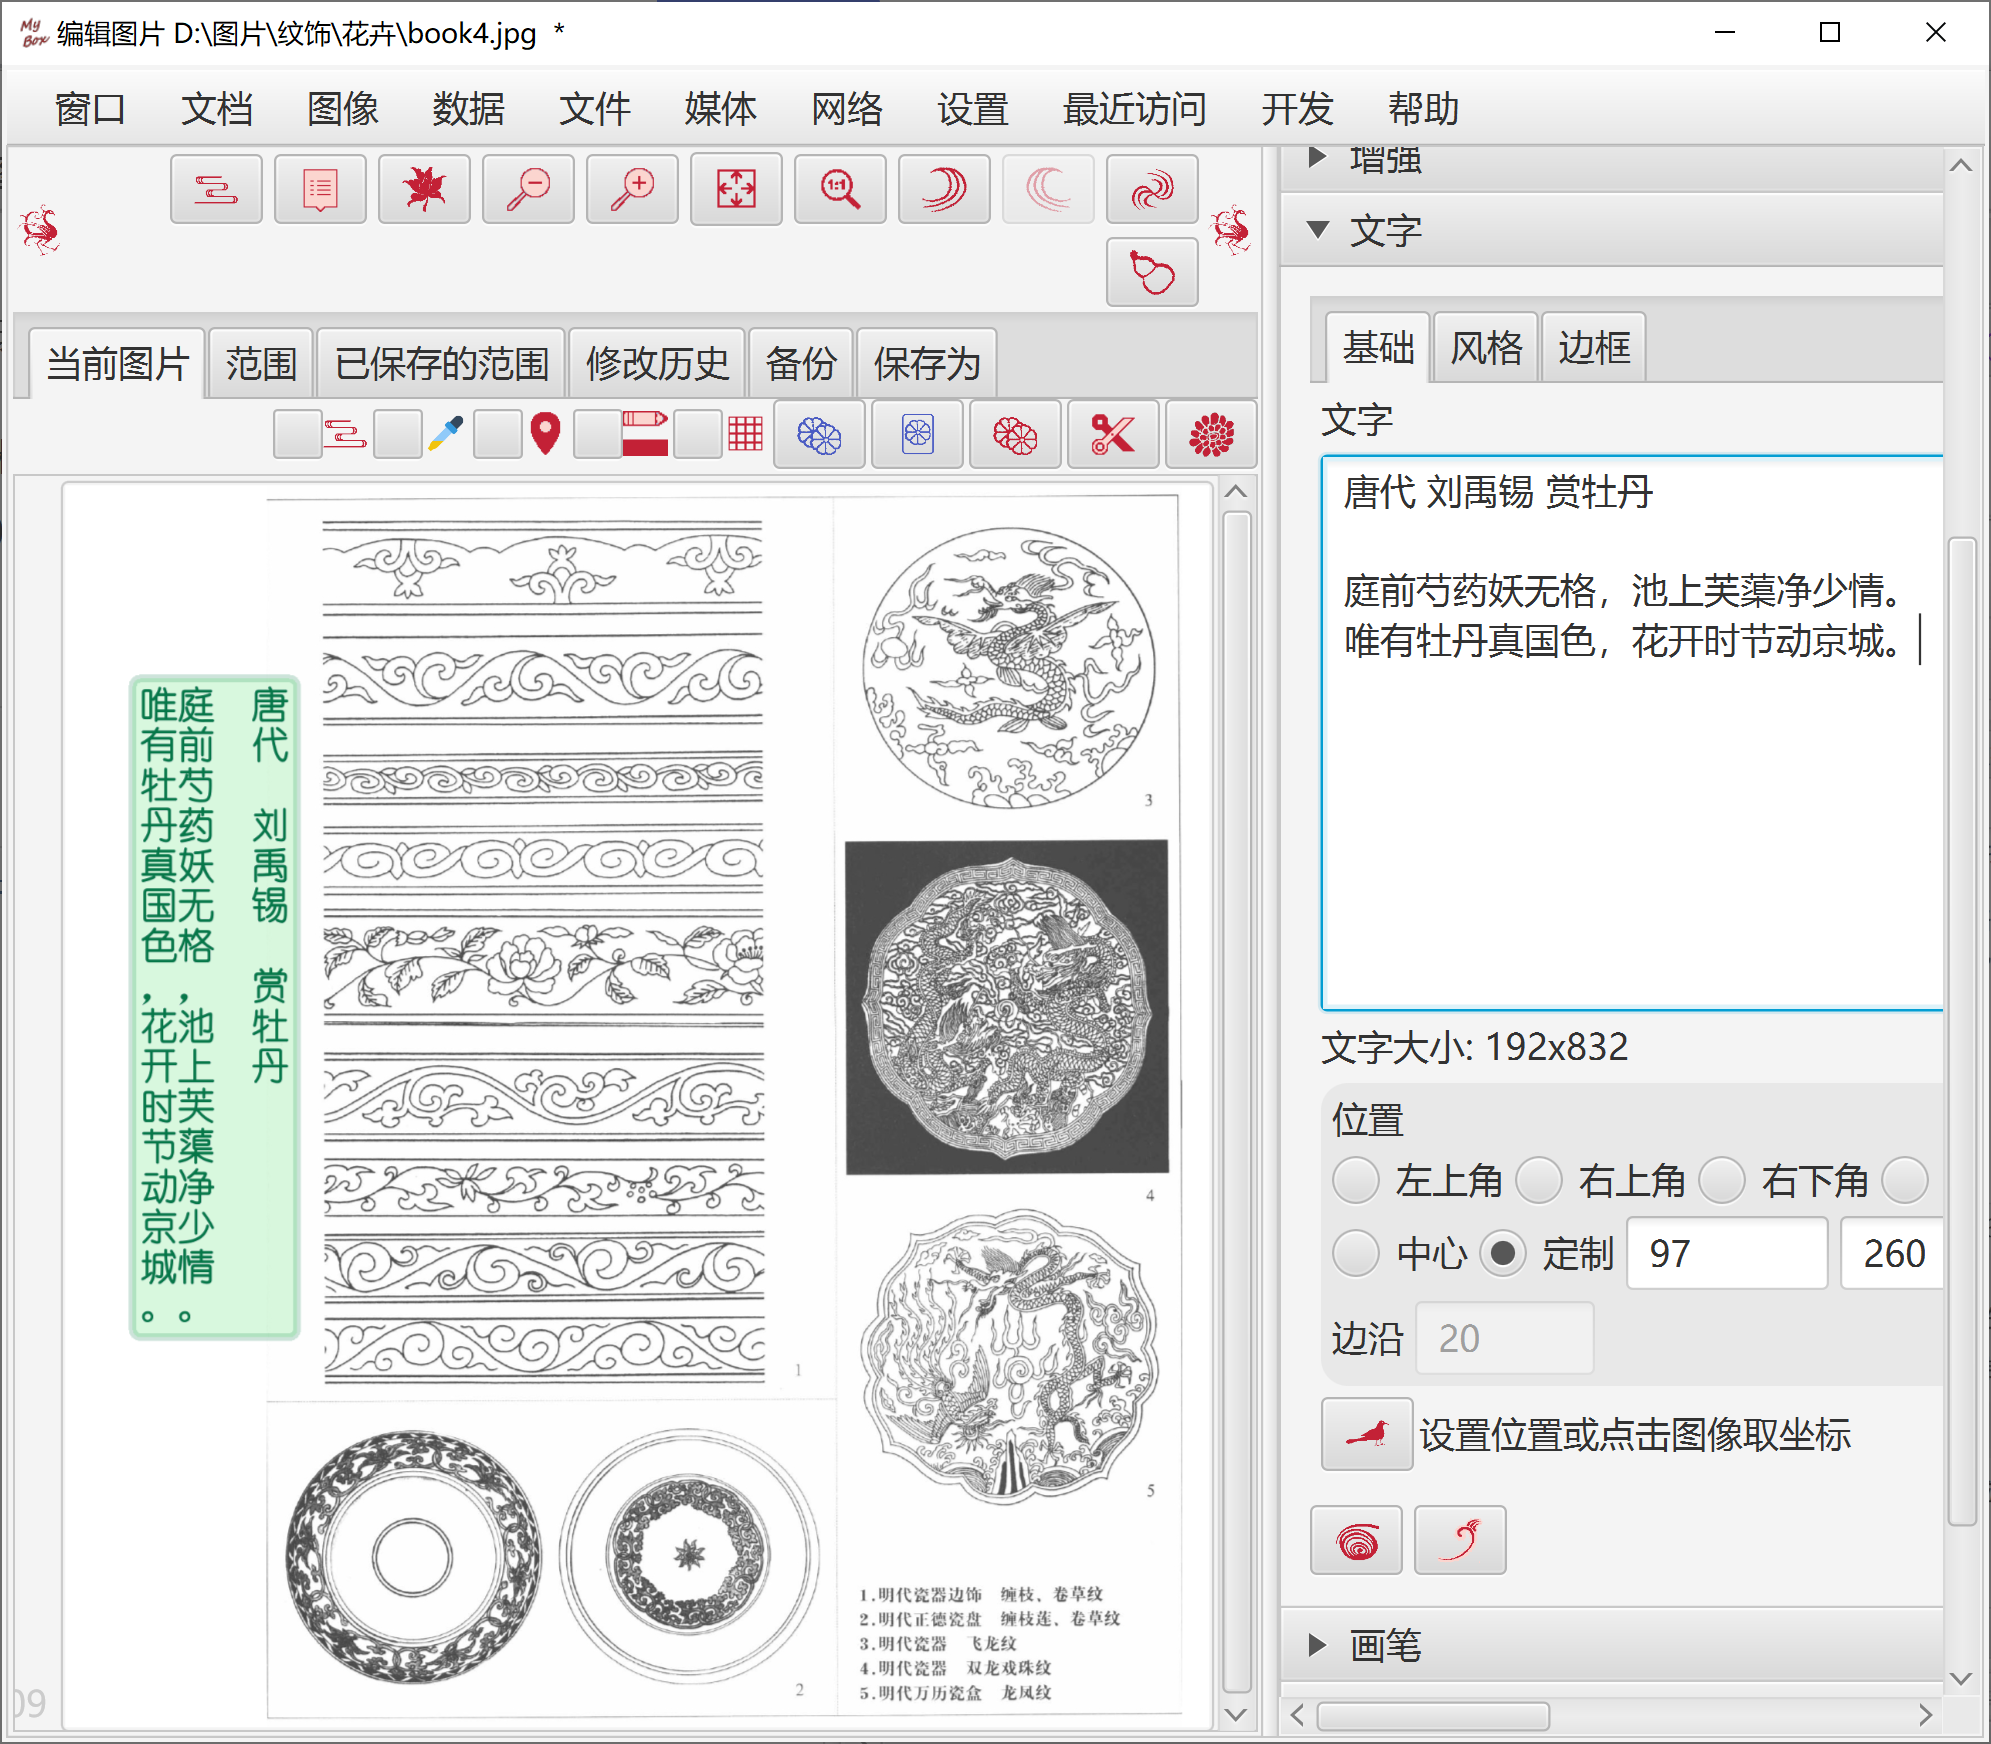 My Box 编辑图片 D:\图片\纹饰\花卉\book4.jpg *
窗口 文档 图像 数据 文件 媒体 网络 设置 最近访问 开发 帮助
1:1
当前图片 范围 已保存的范围 修改历史 备份 保存为
唐代 刘禹锡 赏牡丹
庭前芍药妖无格，池上芙蕖净少情。
唯有牡丹真国色，花开时节动京城。
1
2
3
4
5
1.明代瓷器边饰 缠枝、卷草纹
2.明代正德瓷盘 缠枝莲、卷草纹
3.明代瓷器 飞龙纹
4.明代瓷器 双龙戏珠纹
5.明代万历瓷盒 龙凤纹
09
增强
文字
基础 风格 边框
文字
唐代 刘禹锡 赏牡丹
庭前芍药妖无格，池上芙蕖净少情。
唯有牡丹真国色，花开时节动京城。
文字大小: 192x832
位置
左上角 右上角 右下角
中心 定制 97 260
边沿 20
设置位置或点击图像取坐标
画笔